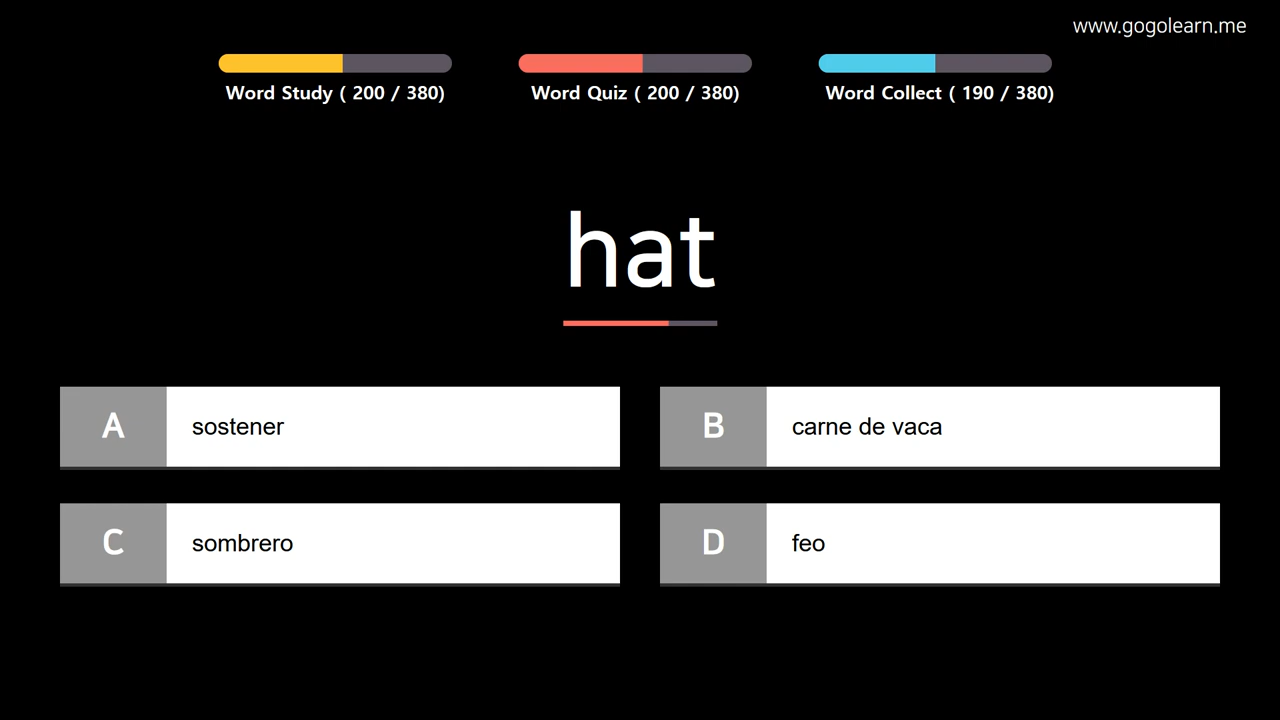 www.gogolearn.me
Word Study ( 200 / 380)
Word Quiz ( 200 / 380)
Word Collect ( 190 / 380)
hat
A
sostener
B
carne de vaca
C
sombrero
D
feo